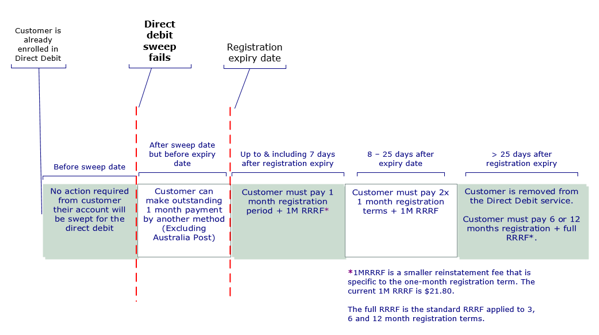 Customer is
already
enrolled in
Direct Debit
Direct
debit
sweep
fails
Registration
expiry date
Before sweep date
After sweep date
but before expiry
date
Up to & including 7 days
after registration expiry
8 – 25 days after
expiry date
> 25 days after
registration expiry
No action required
from customer
their account will
be swept for the
direct debit
Customer can
make outstanding
1 month payment
by another method
(Excluding
Australia Post)
Customer must pay 1
month registration
period + 1M RRRF*
Customer must pay 2x
1 month registration
terms + 1M RRRF
Customer is removed from
the Direct Debit service.
Customer must pay 6 or 12
months registration + full
RRRF*.
*1MRRRF is a smaller reinstatement fee that is
specific to the one-month registration term. The
current 1M RRRF is $21.80.
The full RRRF is the standard RRRF applied to 3,
6 and 12 month registration terms.